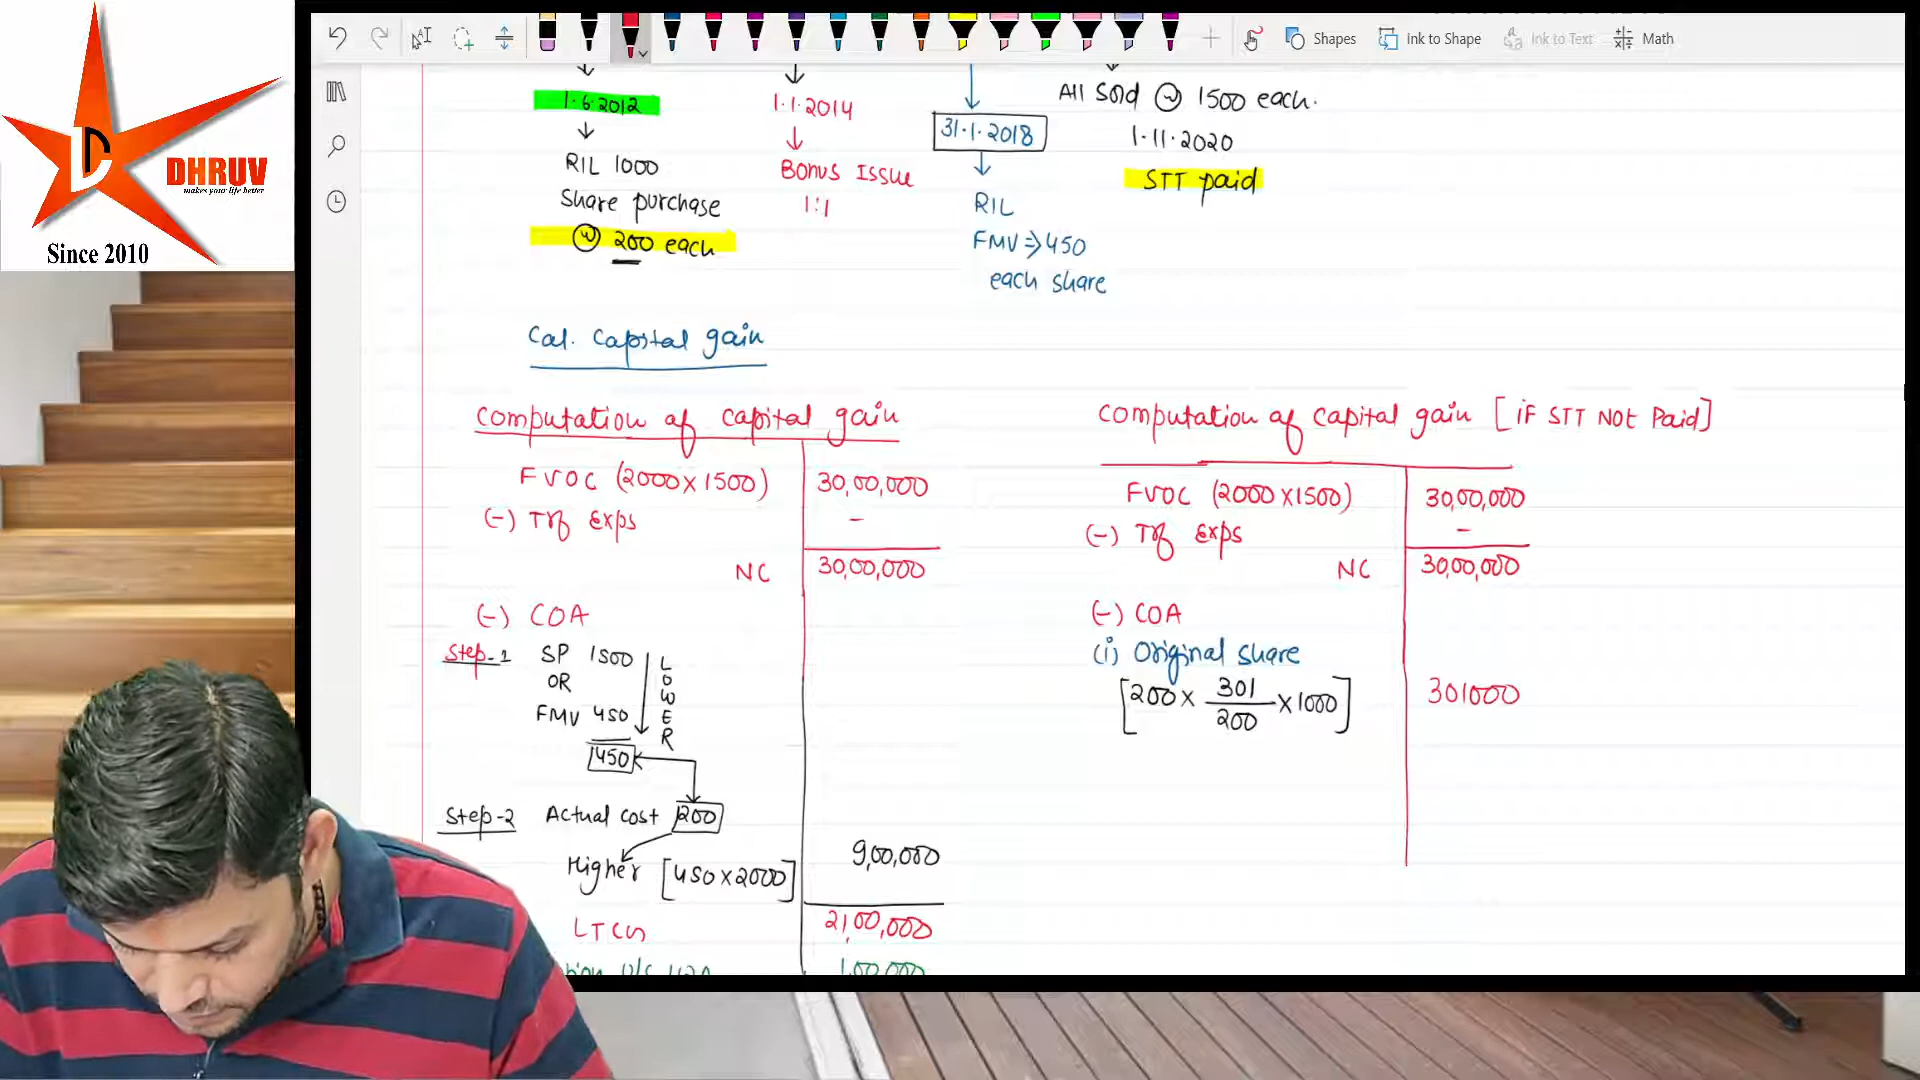 DHRUV
makes your life better
Since 2010
Shapes
Ink to Shape
Ink to Text
Math
1.6.2012
RIL 1000
Share purchase
@ 200 each
1.1.2014
Bonus Issue
1:1
31.1.2018
RIL
FMV ⇒ 450
each share
All Sold @ 1500 each.
1.11.2020
STT paid
Cal. Capital gain
Computation of Capital gain
FVOC (2000 x 1500) 30,00,000
(-) Trf Exps -
NC 30,00,000
(-) COA
Step-1 SP 1500
OR
FMV 450
LOWER
450
Step-2 Actual cost 200
Higher [450 x 2000] 9,00,000
LTCG 21,00,000
1,00,000
Computation of Capital gain [IF STT NOT Paid]
FVOC (2000 x 1500) 30,00,000
(-) Trf Exps -
NC 30,00,000
(-) COA
(i) Original Share
[200 x 301/200 x 1000] 301000